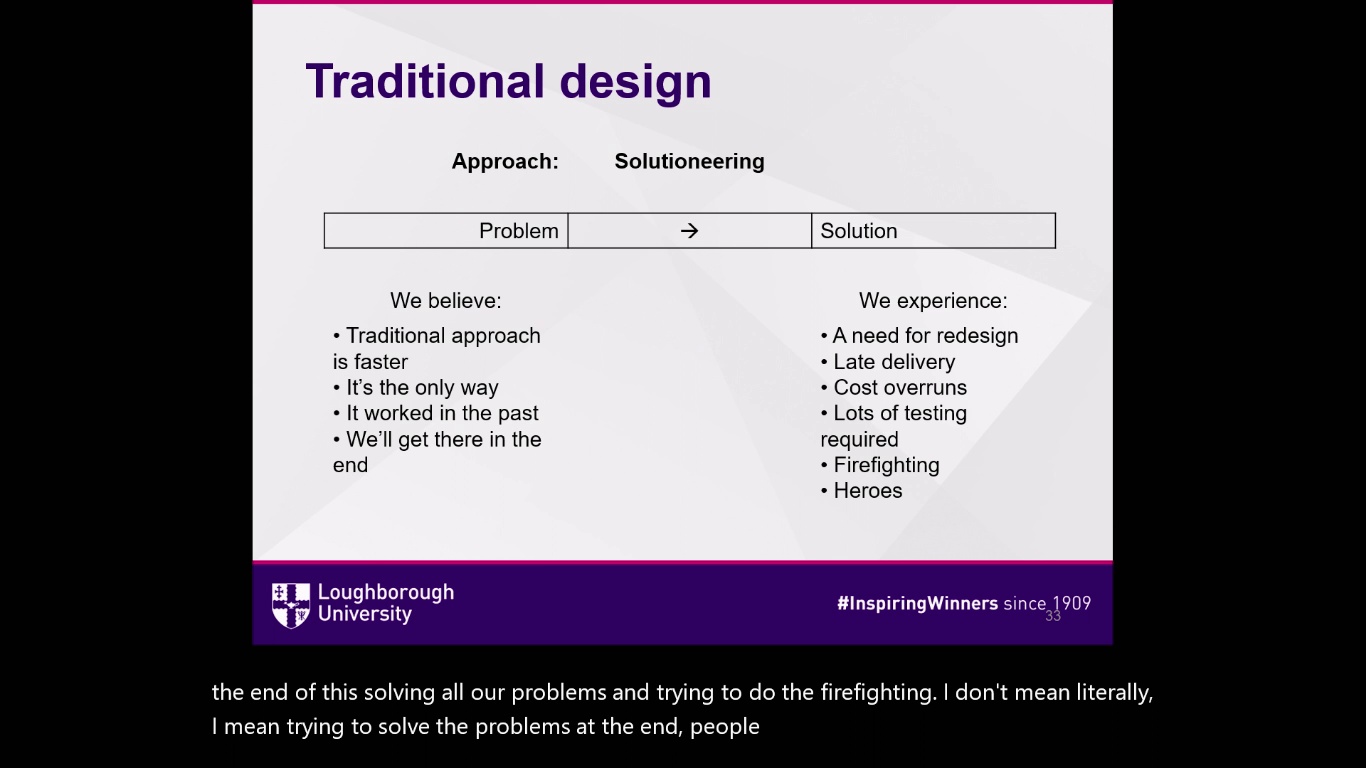 Traditional design
Approach: Solutioneering
Problem → Solution
We believe:
• Traditional approach
is faster
• It’s the only way
• It worked in the past
• We’ll get there in the
end
We experience:
• A need for redesign
• Late delivery
• Cost overruns
• Lots of testing
required
• Firefighting
• Heroes
Loughborough
University
#InspiringWinners since 1909
33
the end of this solving all our problems and trying to do the firefighting. I don't mean literally,
I mean trying to solve the problems at the end, people